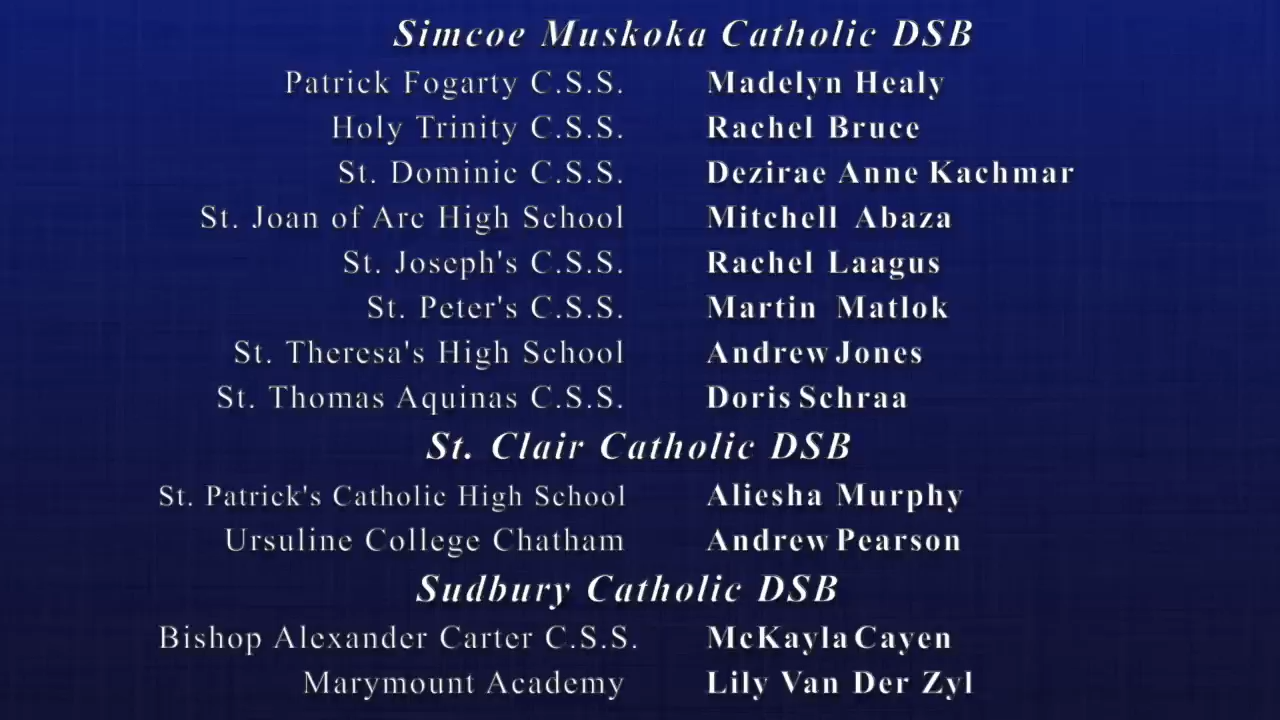 Simcoe Muskoka Catholic DSB
Patrick Fogarty C.S.S. Madelyn Healy
Holy Trinity C.S.S. Rachel Bruce
St. Dominic C.S.S. Dezirae Anne Kachmar
St. Joan of Arc High School Mitchell Abaza
St. Joseph's C.S.S. Rachel Laagus
St. Peter's C.S.S. Martin Matlok
St. Theresa's High School Andrew Jones
St. Thomas Aquinas C.S.S. Doris Schraa
St. Clair Catholic DSB
St. Patrick's Catholic High School Aliesha Murphy
Ursuline College Chatham Andrew Pearson
Sudbury Catholic DSB
Bishop Alexander Carter C.S.S. McKayla Cayen
Marymount Academy Lily Van Der Zyl